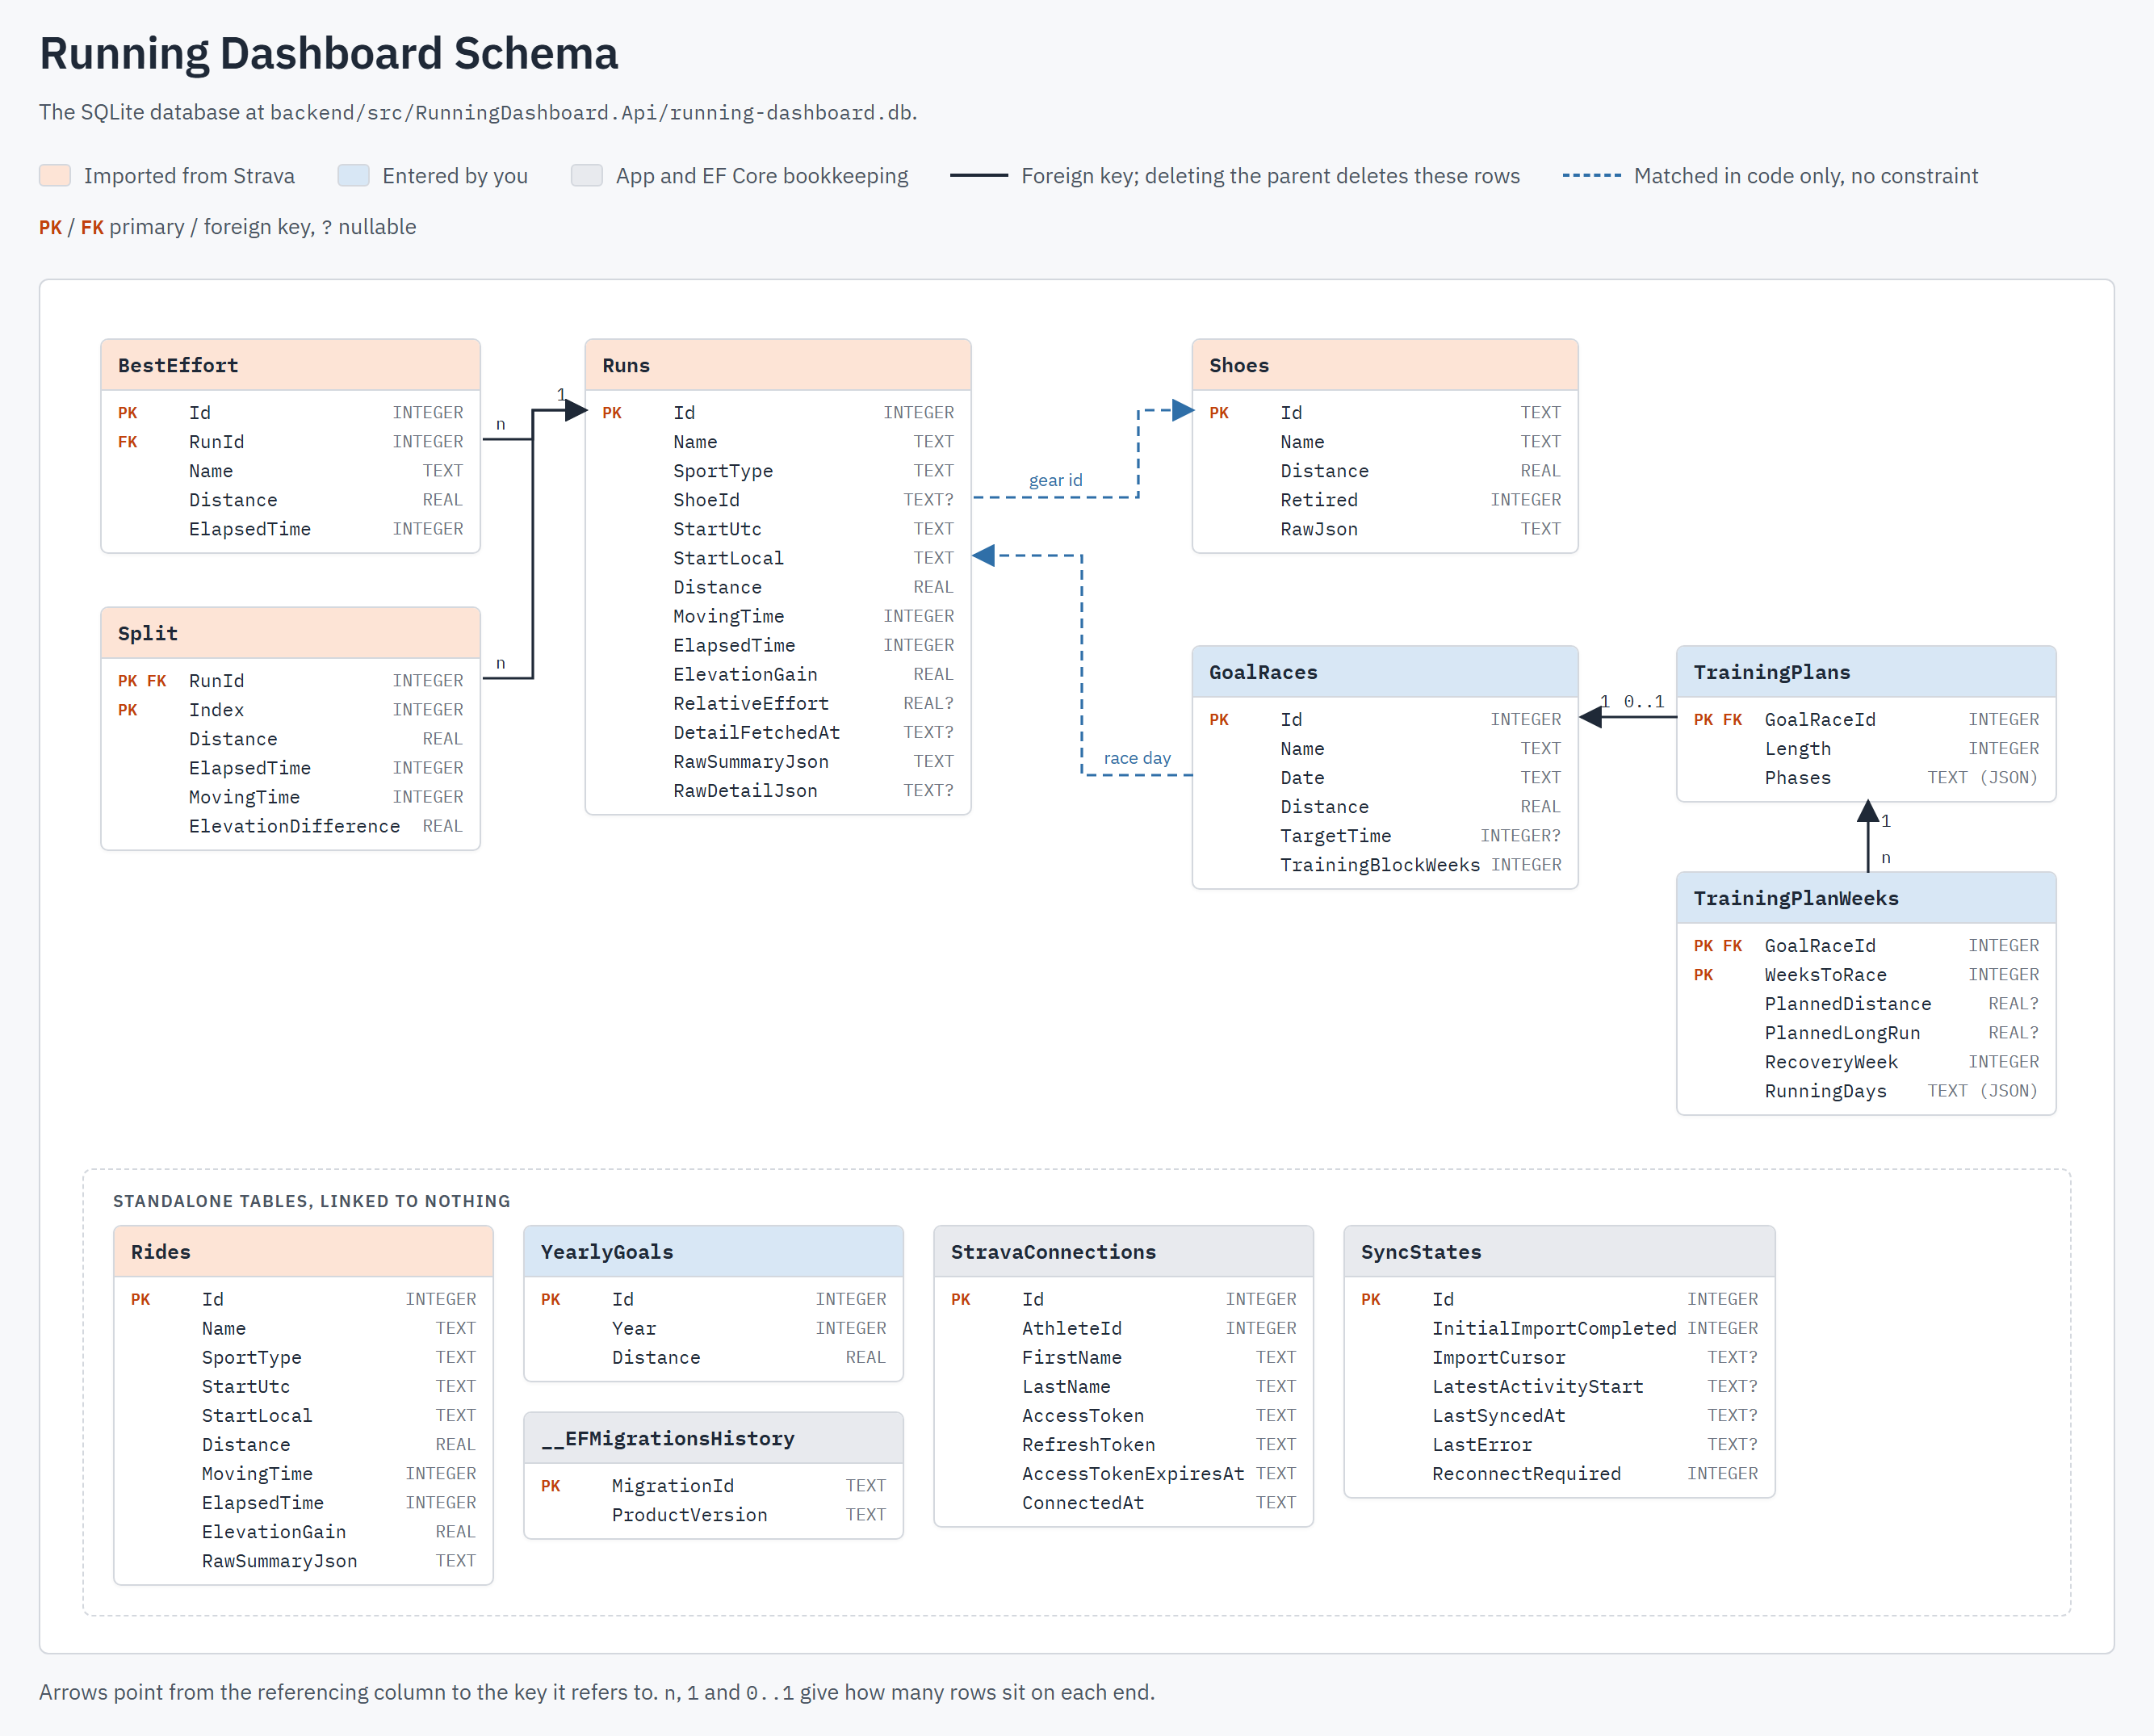 Running Dashboard Schema
The SQLite database at backend/src/RunningDashboard.Api/running-dashboard.db.
Imported from Strava
Entered by you
App and EF Core bookkeeping
Foreign key; deleting the parent deletes these rows
Matched in code only, no constraint
PK / FK primary / foreign key, ? nullable
BestEffort
PK Id INTEGER
FK RunId INTEGER
Name TEXT
Distance REAL
ElapsedTime INTEGER
n
1
Split
PK FK RunId INTEGER
PK Index INTEGER
Distance REAL
ElapsedTime INTEGER
MovingTime INTEGER
ElevationDifference REAL
n
Runs
PK Id INTEGER
Name TEXT
SportType TEXT
ShoeId TEXT?
StartUtc TEXT
StartLocal TEXT
Distance REAL
MovingTime INTEGER
ElapsedTime INTEGER
ElevationGain REAL
RelativeEffort REAL?
DetailFetchedAt TEXT?
RawSummaryJson TEXT
RawDetailJson TEXT?
gear id
race day
Shoes
PK Id TEXT
Name TEXT
Distance REAL
Retired INTEGER
RawJson TEXT
GoalRaces
PK Id INTEGER
Name TEXT
Date TEXT
Distance REAL
TargetTime INTEGER?
TrainingBlockWeeks INTEGER
1 0..1
TrainingPlans
PK FK GoalRaceId INTEGER
Length INTEGER
Phases TEXT (JSON)
1
n
TrainingPlanWeeks
PK FK GoalRaceId INTEGER
PK WeeksToRace INTEGER
PlannedDistance REAL?
PlannedLongRun REAL?
RecoveryWeek INTEGER
RunningDays TEXT (JSON)
STANDALONE TABLES, LINKED TO NOTHING
Rides
PK Id INTEGER
Name TEXT
SportType TEXT
StartUtc TEXT
StartLocal TEXT
Distance REAL
MovingTime INTEGER
ElapsedTime INTEGER
ElevationGain REAL
RawSummaryJson TEXT
YearlyGoals
PK Id INTEGER
Year INTEGER
Distance REAL
__EFMigrationsHistory
PK MigrationId TEXT
ProductVersion TEXT
StravaConnections
PK Id INTEGER
AthleteId INTEGER
FirstName TEXT
LastName TEXT
AccessToken TEXT
RefreshToken TEXT
AccessTokenExpiresAt TEXT
ConnectedAt TEXT
SyncStates
PK Id INTEGER
InitialImportCompleted INTEGER
ImportCursor TEXT?
LatestActivityStart TEXT?
LastSyncedAt TEXT?
LastError TEXT?
ReconnectRequired INTEGER
Arrows point from the referencing column to the key it refers to. n, 1 and 0..1 give how many rows sit on each end.